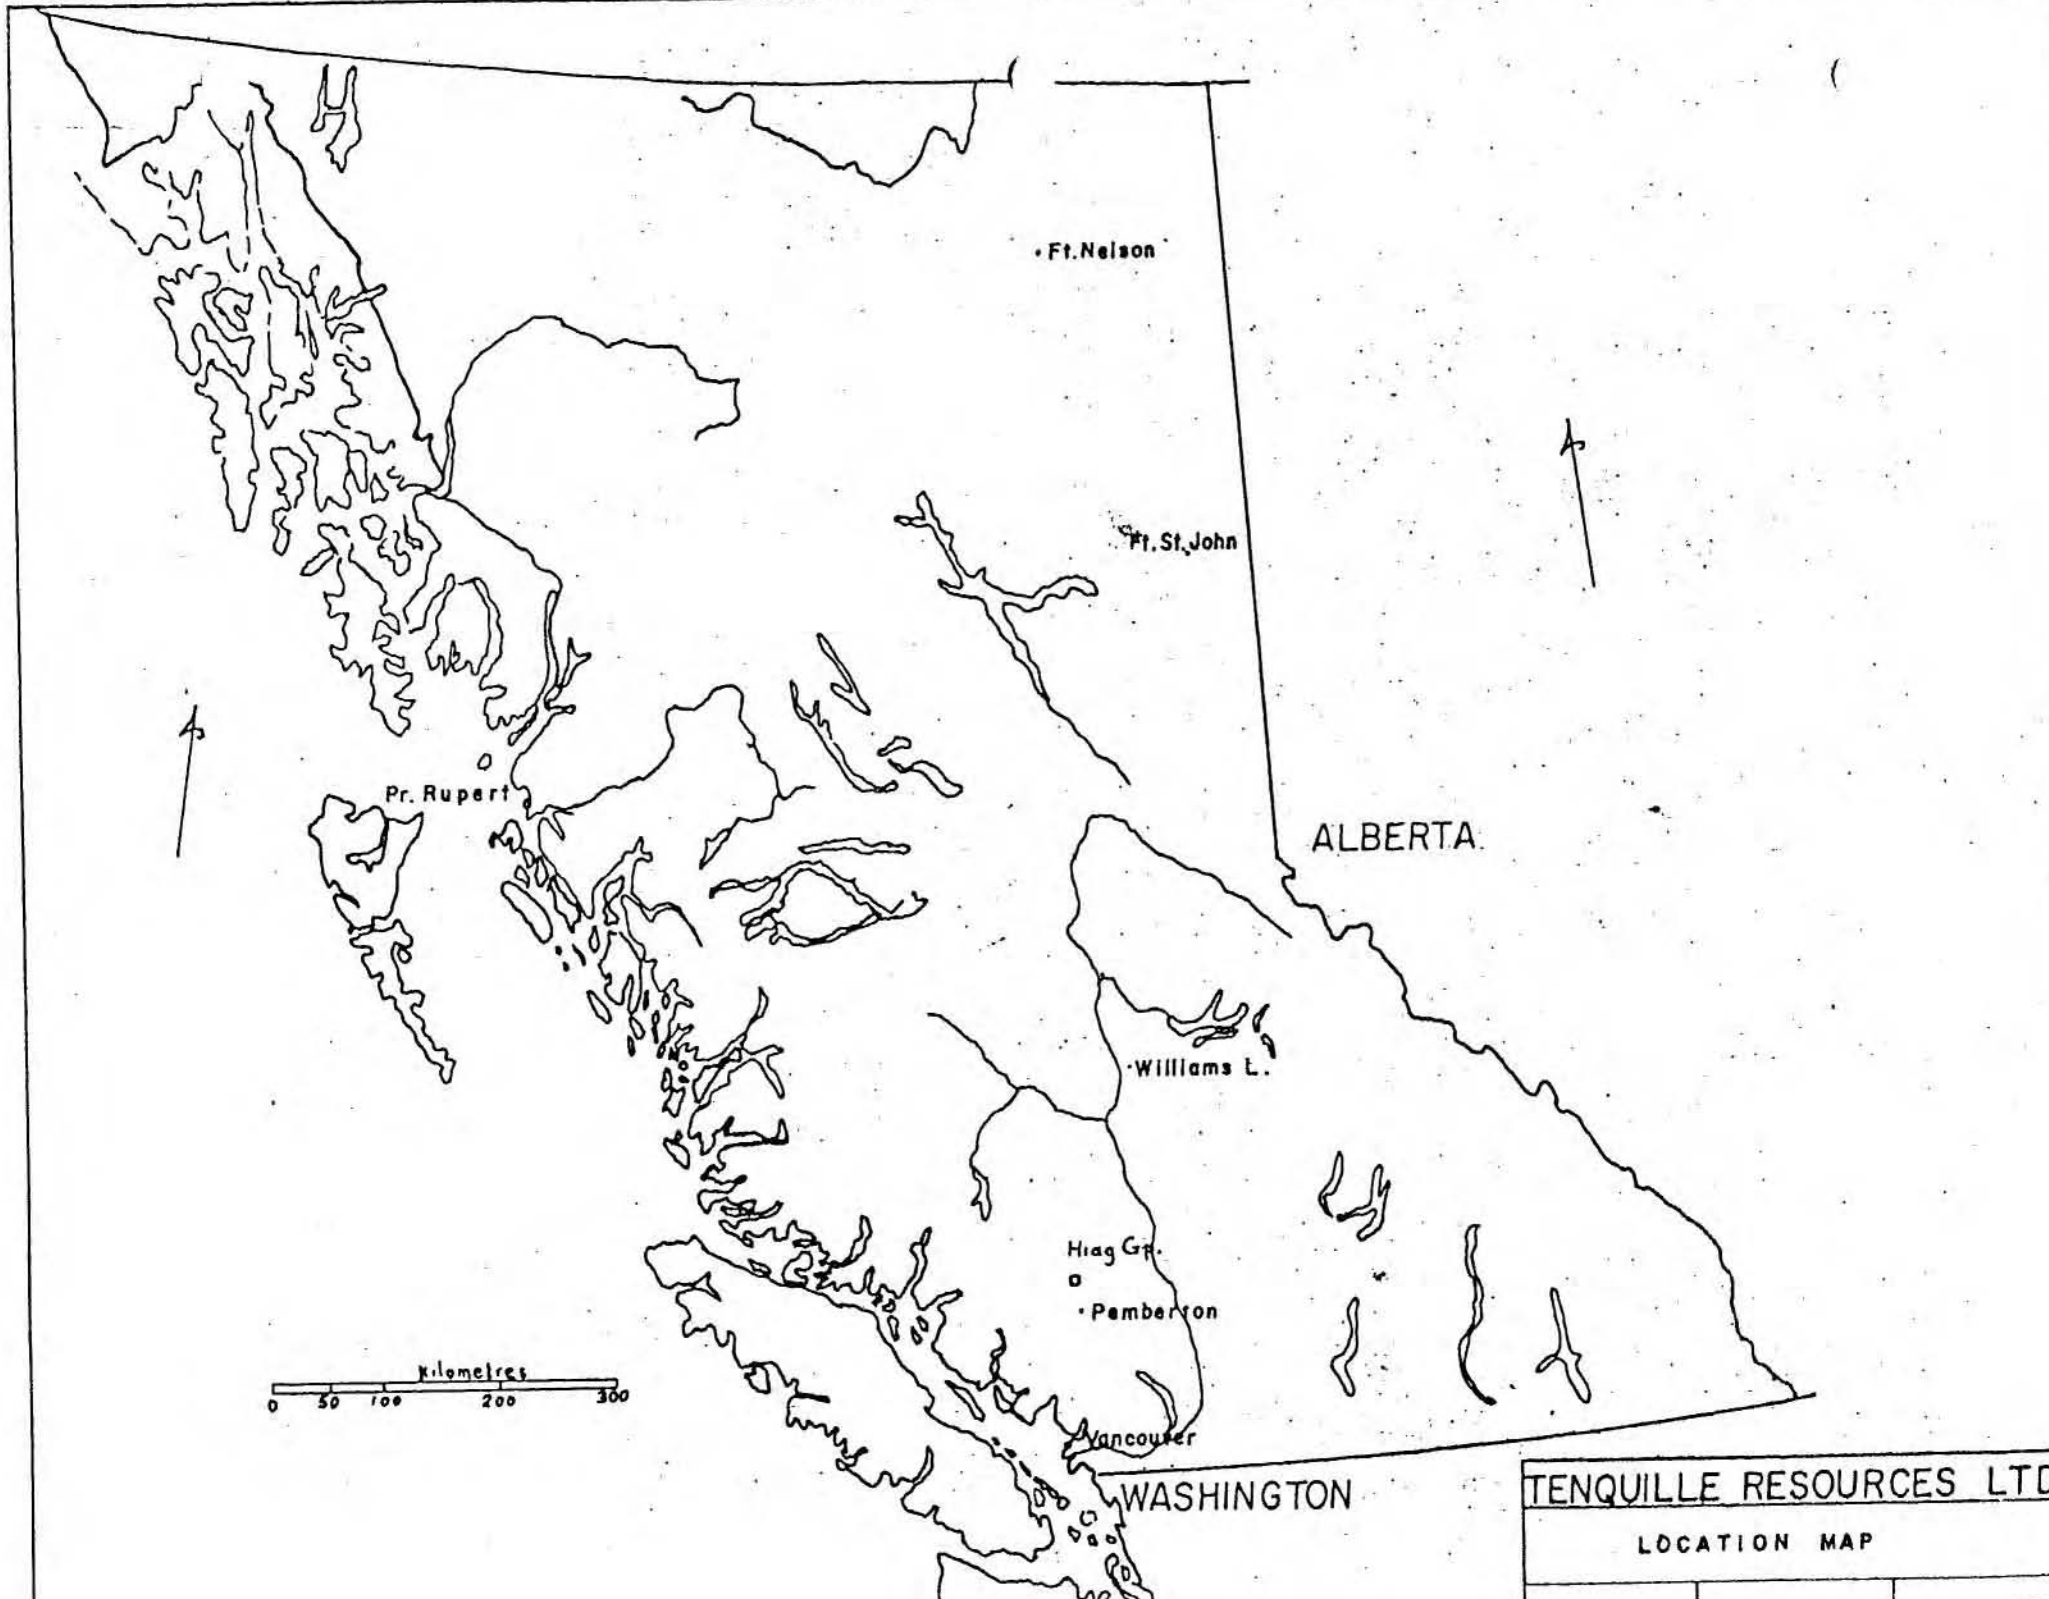 Ft. Nelson
Ft. St. John
Pr. Rupert
ALBERTA.
Williams L.
Hiag Gp.
Pemberton
Kilometres
0 50 100 200 300
Vancouver
WASHINGTON
TENQUILLE RESOURCES LTD
LOCATION MAP